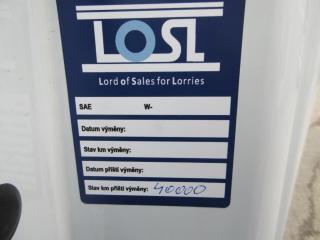 LOSL
Lord of Sales for Lorries
SAE W-
Datum výměny:
Stav km výměny:
Datum příští výměny:
Stav km příští výměny: 40000